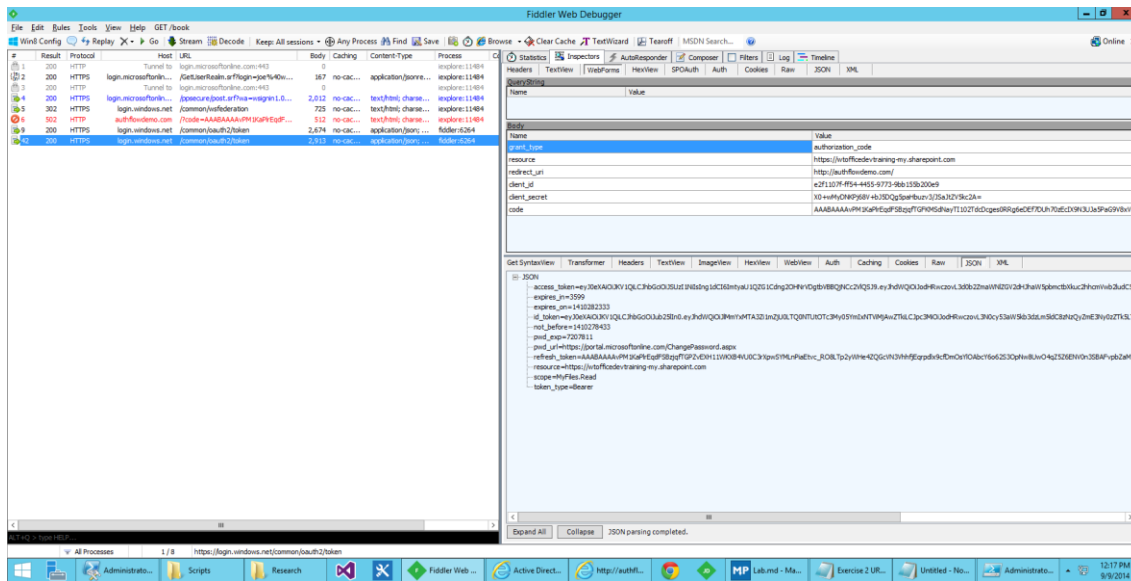 Fiddler Web Debugger
File Edit Rules Tools View Help GET /book
Win8 Config Replay Go Stream Decode Keep: All sessions Any Process Find Save Browse Clear Cache TextWizard Tearoff MSDN Search... Online
# Result Protocol Host URL Body Caching Content-Type Process
1 200 HTTP Tunnel to login.microsoftonline.com:443 0 iexplore:11484
2 200 HTTPS login.microsoftonlin... /GetUserRealm.srf?login=joe%40w... 167 no-cac... application/jsonre... iexplore:11484
3 200 HTTP Tunnel to login.microsoftonline.com:443 0 iexplore:11484
4 200 HTTPS login.microsoftonlin... /ppsecure/post.srf?wa=wsignin1.0... 2,012 no-cac... text/html; charse... iexplore:11484
5 302 HTTPS login.windows.net /common/wsfederation 725 no-cac... text/html; charse... iexplore:11484
6 502 HTTP authflowdemo.com 512 no-cac... text/html; charse... iexplore:11484
9 200 HTTPS login.windows.net /common/oauth2/token 2,674 no-cac... application/json; ... fiddler:6264
42 200 HTTPS login.windows.net /common/oauth2/token 2,913 no-cac... application/json; ... fiddler:6264
Statistics Inspectors AutoResponder Composer Filters Log Timeline
Headers TextView WebForms HexView SPOAuth Auth Cookies Raw JSON XML
QueryString
Name Value
Body
Name Value
grant_type authorization_code
resource https://wtofficedevtraining-my.sharepoint.com
redirect_uri http://authflowdemo.com/
client_id e2f1107f-ff54-4455-9773-9bb155b200e9
client_secret
code
Get SyntaxView Transformer Headers TextView ImageView HexView WebView Auth Caching Cookies Raw JSON XML
JSON
access_token=
expires_in=3599
expires_on=1410282333
id_token=
not_before=1410278433
pwd_exp=7207811
pwd_url=https://portal.microsoftonline.com/ChangePassword.aspx
refresh_token=
resource=https://wtofficedevtraining-my.sharepoint.com
scope=MyFiles.Read
token_type=Bearer
Expand All Collapse JSON parsing completed.
ALT+Q > type HELP...
All Processes 1 / 8 https://login.windows.net/common/oauth2/token
Administrato... Scripts Research Fiddler Web ... Active Direct... http://authfl... Lab.md - Ma... Exercise 2 UR... Untitled - No... Administrato... 12:17 PM
9/9/2014